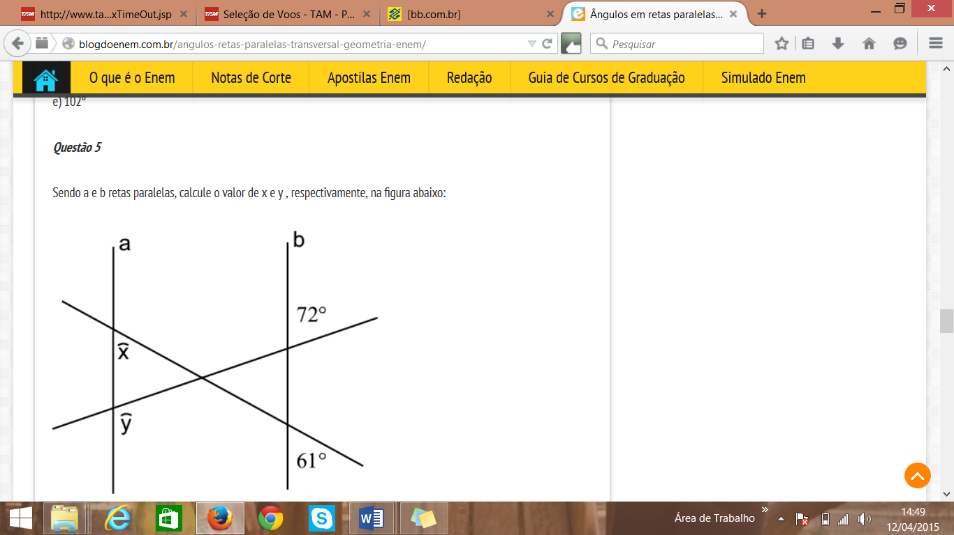 http://www.ta...xTimeOut.jsp
Seleção de Voos - TAM - P...
[bb.com.br]
Ângulos em retas paralelas...
blogdoenem.com.br/angulos-retas-paralelas-transversal-geometria-enem/
Pesquisar
O que é o Enem
Notas de Corte
Apostilas Enem
Redação
Guia de Cursos de Graduação
Simulado Enem
e) 102º
Questão 5
Sendo a e b retas paralelas, calcule o valor de x e y , respectivamente, na figura abaixo:
a
b
72°
x̂
ŷ
61°
Área de Trabalho
14:49
12/04/2015